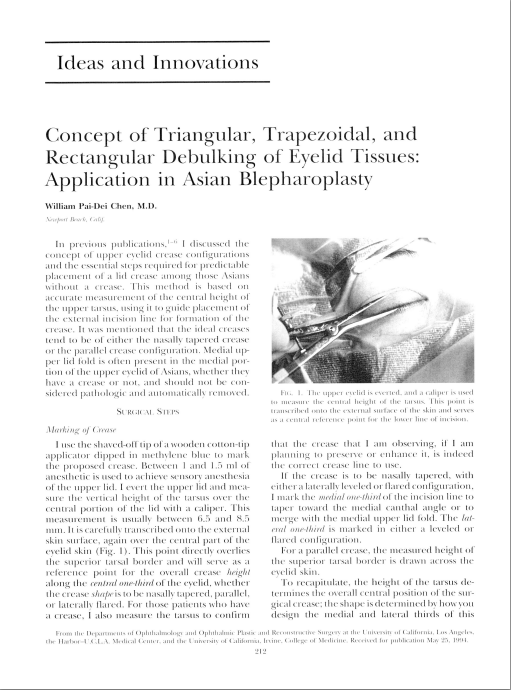 Ideas and Innovations
Concept of Triangular, Trapezoidal, and
Rectangular Debulking of Eyelid Tissues:
Application in Asian Blepharoplasty
William Pai-Dei Chen, M.D.
Newport Beach, Calif.
In previous publications,1–6 I discussed the
concept of upper eyelid crease configurations
and the essential steps required for predictable
placement of a lid crease among those Asians
without a crease. This method is based on
accurate measurement of the central height of
the upper tarsus, using it to guide placement of
the external incision line for formation of the
crease. It was mentioned that the ideal creases
tend to be of either the nasally tapered crease
or the parallel crease configuration. Medial up-
per lid fold is often present in the medial por-
tion of the upper eyelid of Asians, whether they
have a crease or not, and should not be con-
sidered pathologic and automatically removed.
SURGICAL STEPS
Marking of Crease
I use the shaved-off tip of a wooden cotton-tip
applicator dipped in methylene blue to mark
the proposed crease. Between 1 and 1.5 ml of
anesthetic is used to achieve sensory anesthesia
of the upper lid. I evert the upper lid and mea-
sure the vertical height of the tarsus over the
central portion of the lid with a caliper. This
measurement is usually between 6.5 and 8.5
mm. It is carefully transcribed onto the external
skin surface, again over the central part of the
eyelid skin (Fig. 1). This point directly overlies
the superior tarsal border and will serve as a
reference point for the overall crease height
along the central one-third of the eyelid, whether
the crease shape is to be nasally tapered, parallel,
or laterally flared. For those patients who have
a crease, I also measure the tarsus to confirm
FIG. 1. The upper eyelid is everted, and a caliper is used
to measure the central height of the tarsus. This point is
transcribed onto the external surface of the skin and serves
as a central reference point for the lower line of incision.
that the crease that I am observing, if I am
planning to preserve or enhance it, is indeed
the correct crease line to use.
If the crease is to be nasally tapered, with
either a laterally leveled or flared configuration,
I mark the medial one-third of the incision line to
taper toward the medial canthal angle or to
merge with the medial upper lid fold. The lat-
eral one-third is marked in either a leveled or
flared configuration.
For a parallel crease, the measured height of
the superior tarsal border is drawn across the
eyelid skin.
To recapitulate, the height of the tarsus de-
termines the overall central position of the sur-
gical crease; the shape is determined by how you
design the medial and lateral thirds of this
From the Departments of Ophthalmology and Ophthalmic Plastic and Reconstructive Surgery at the University of California, Los Angeles,
the Harbor–U.C.L.A. Medical Center, and the University of California, Irvine, College of Medicine. Received for publication May 25, 1994.
212